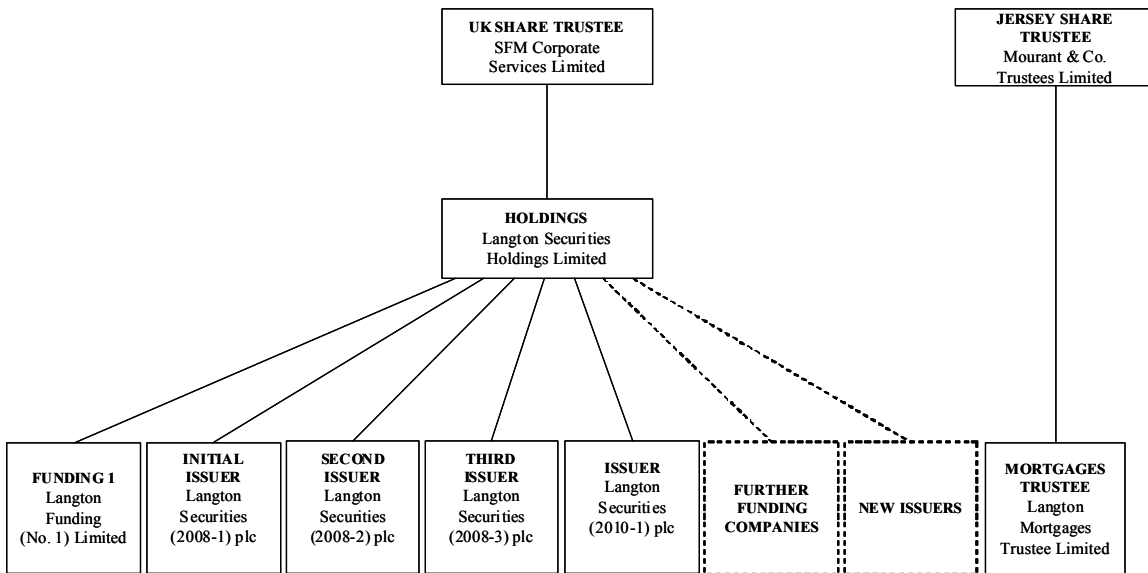 UK SHARE TRUSTEE
SFM Corporate
Services Limited
JERSEY SHARE
TRUSTEE
Mourant & Co.
Trustees Limited
HOLDINGS
Langton Securities
Holdings Limited
FUNDING 1
Langton
Funding
(No. 1) Limited
INITIAL
ISSUER
Langton
Securities
(2008-1) plc
SECOND
ISSUER
Langton
Securities
(2008-2) plc
THIRD
ISSUER
Langton
Securities
(2008-3) plc
ISSUER
Langton
Securities
(2010-1) plc
FURTHER
FUNDING
COMPANIES
NEW ISSUERS
MORTGAGES
TRUSTEE
Langton
Mortgages
Trustee Limited